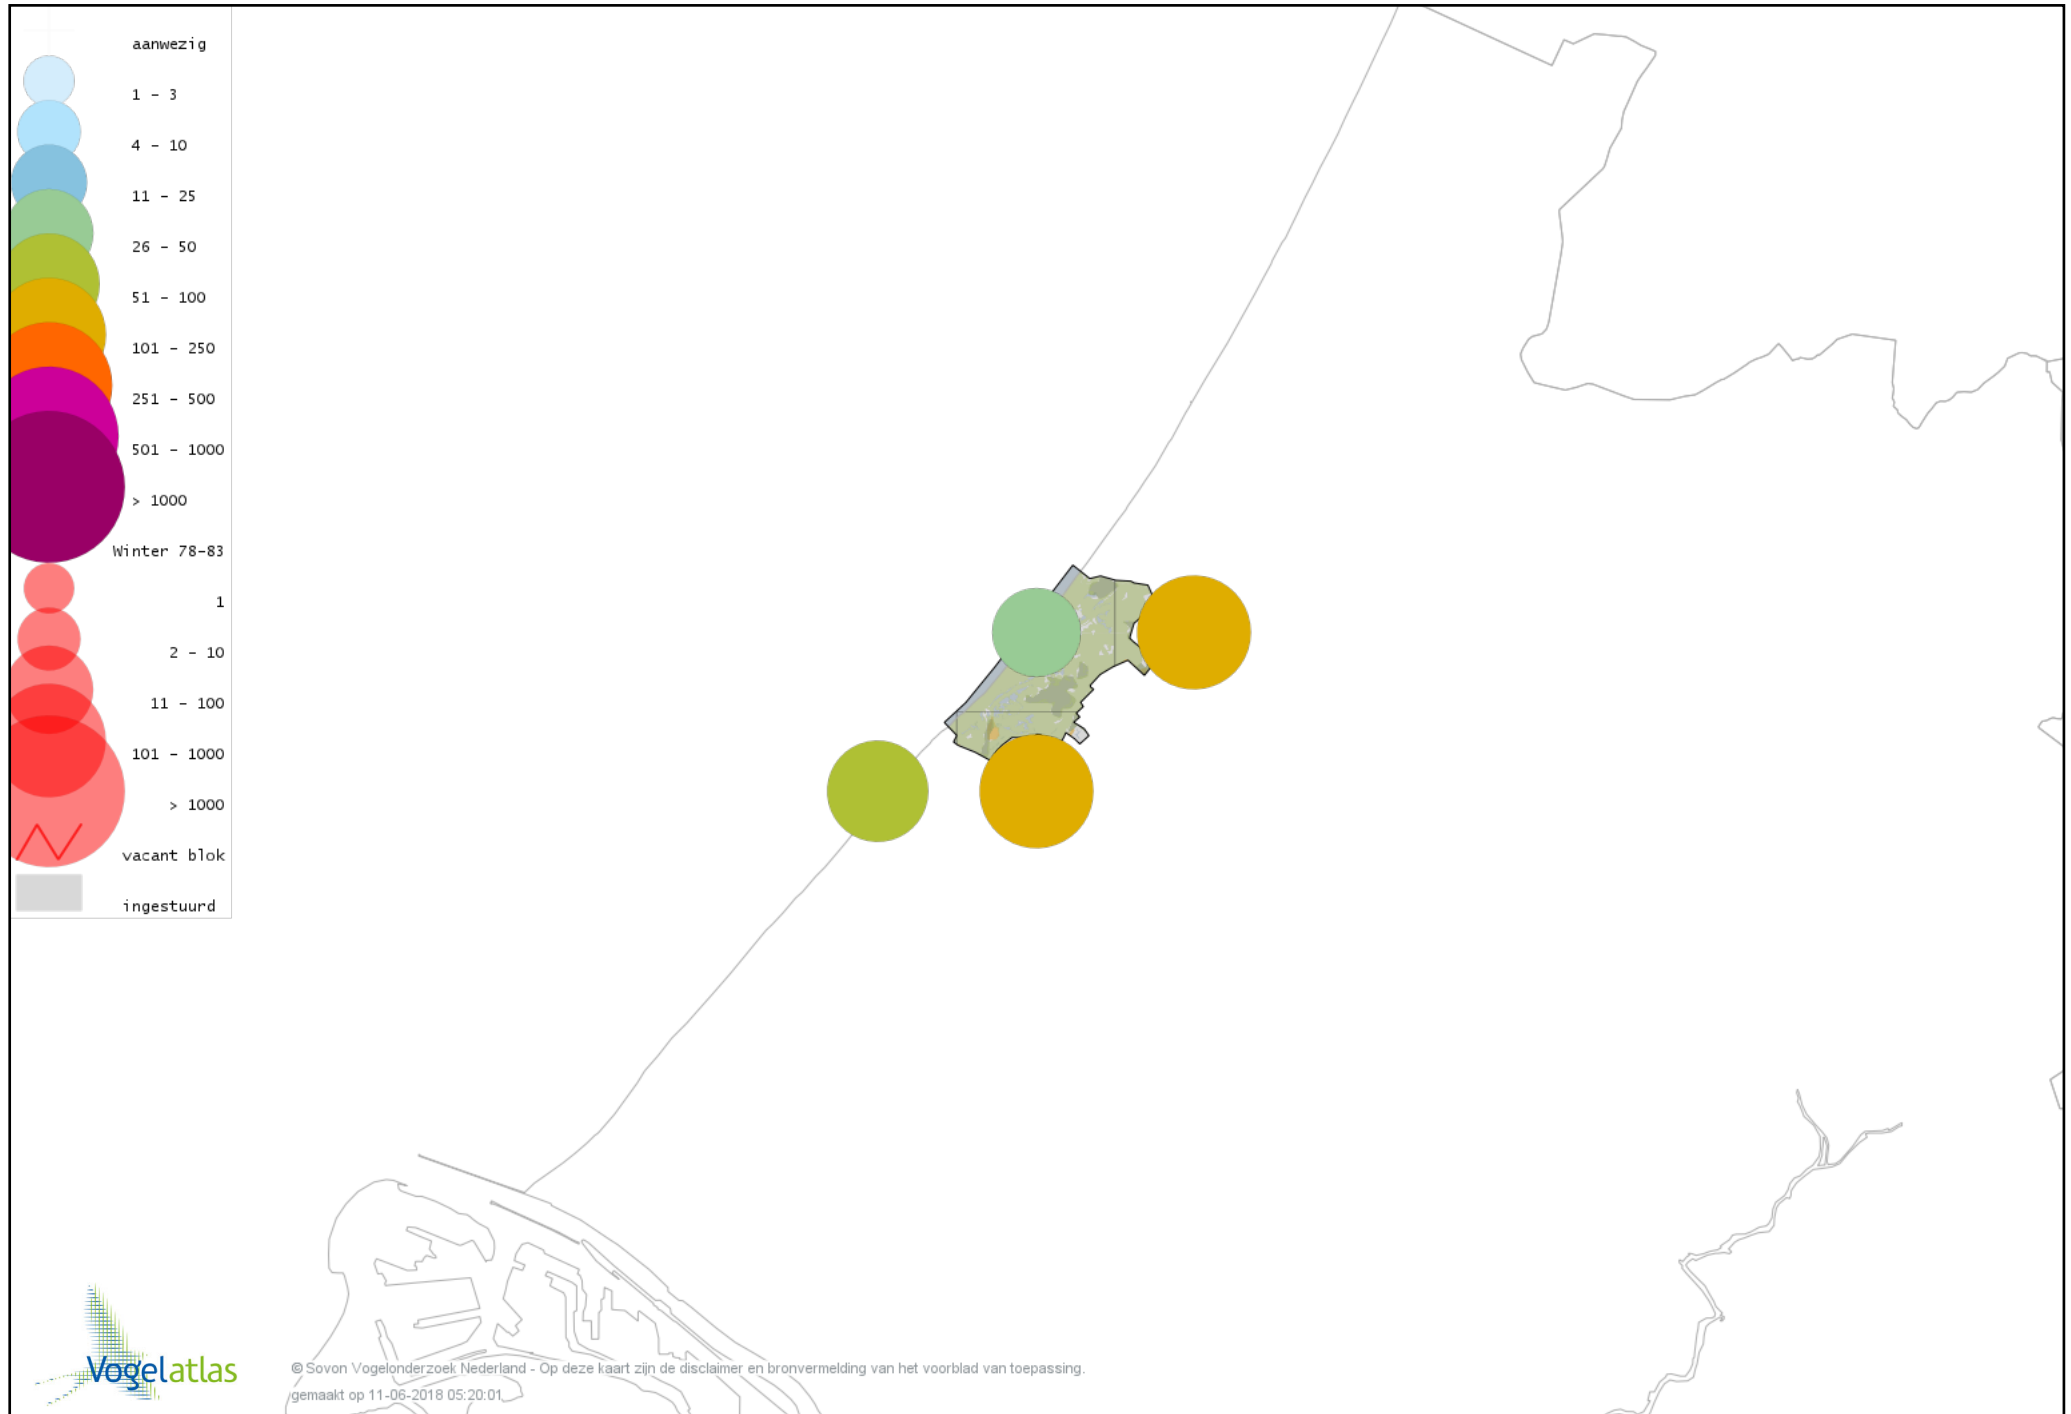 aanwezig
1 - 3
4 - 10
11 - 25
26 - 50
51 - 100
101 - 250
251 - 500
501 - 1000
> 1000
Winter 78-83
1
2 - 10
11 - 100
101 - 1000
> 1000
vacant blok
ingestuurd
Vogelatlas
© Sovon Vogelonderzoek Nederland - Op deze kaart zijn de disclaimer en bronvermelding van het voorblad van toepassing.
gemaakt op 11-06-2018 05:20:01